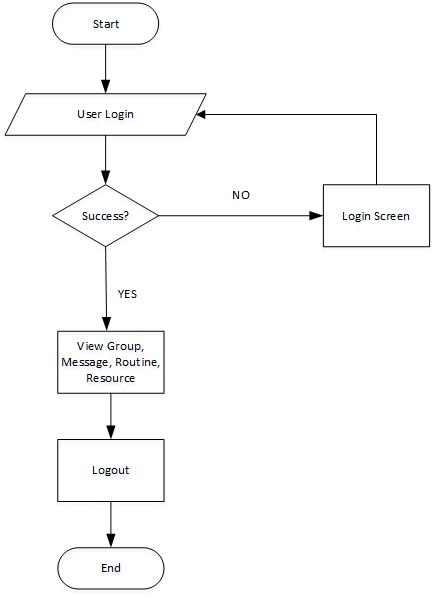 Start
User Login
Success?
NO
Login Screen
YES
View Group,
Message, Routine,
Resource
Logout
End